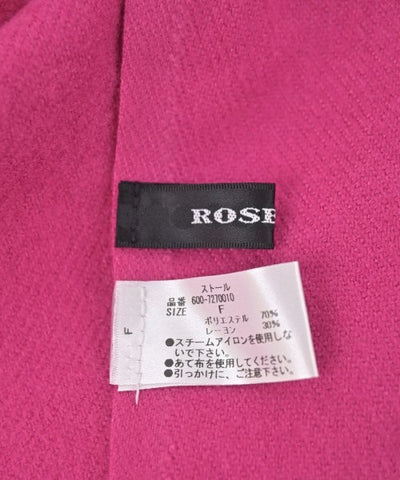 ROSE
ストール
品番 600-7270010
SIZE F
ポリエステル 70%
レーヨン 30%
●スチームアイロンを使用しな
いで下さい。
●あて布を使用してください。
●引っかけに、ご注意下さい。
F